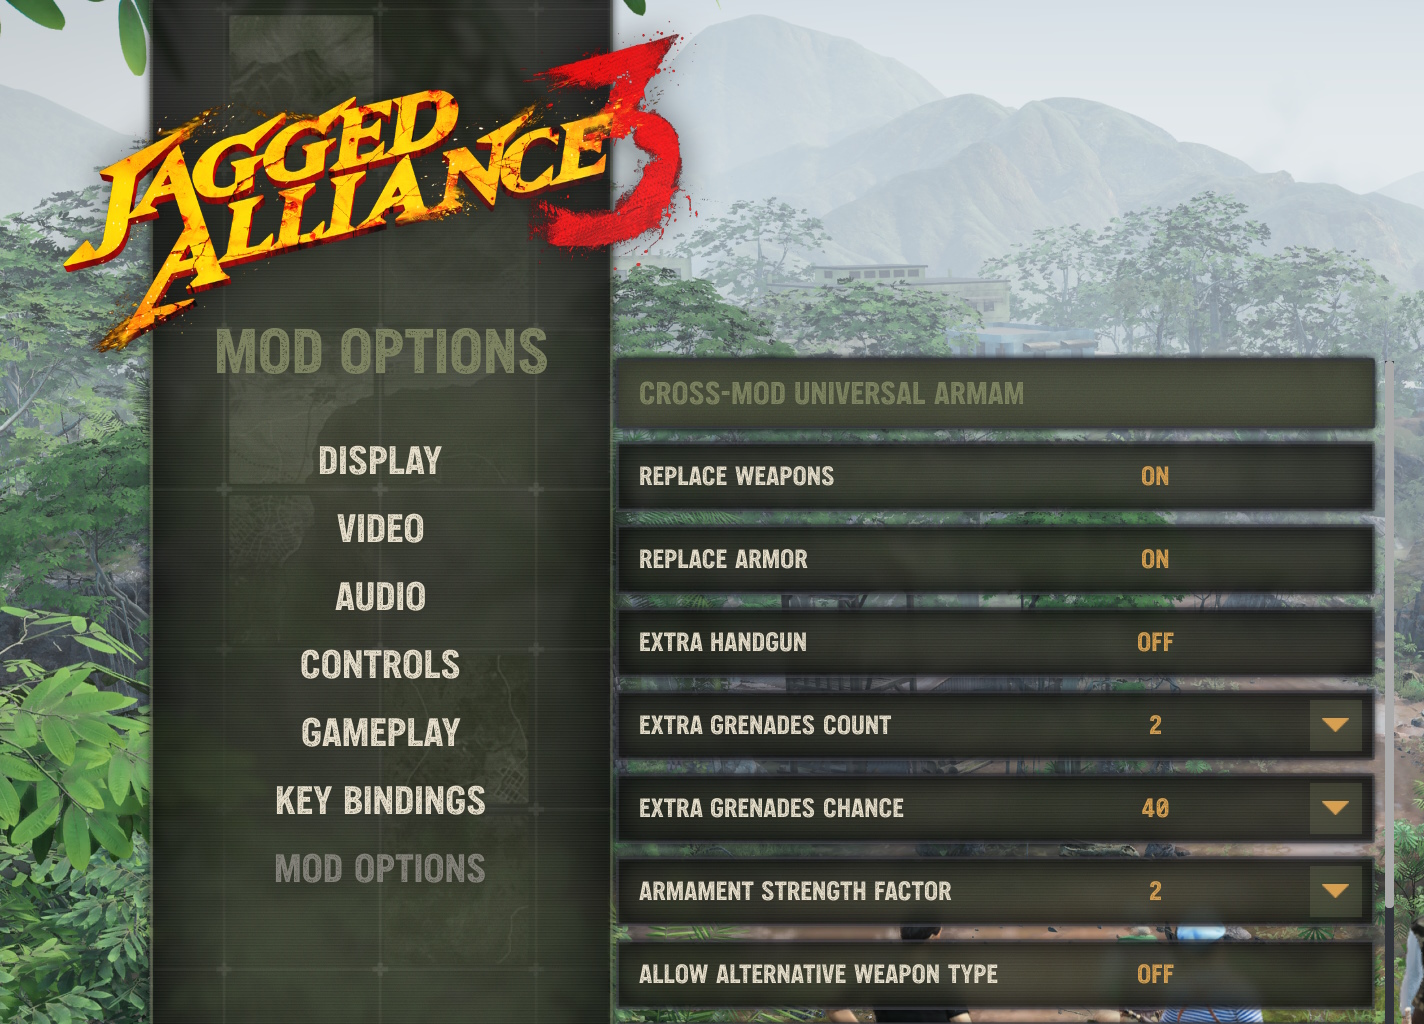 JAGGED
ALLIANCE 3
MOD OPTIONS
DISPLAY
VIDEO
AUDIO
CONTROLS
GAMEPLAY
KEY BINDINGS
MOD OPTIONS
CROSS-MOD UNIVERSAL ARMAM
REPLACE WEAPONS ON
REPLACE ARMOR ON
EXTRA HANDGUN OFF
EXTRA GRENADES COUNT 2
EXTRA GRENADES CHANCE 40
ARMAMENT STRENGTH FACTOR 2
ALLOW ALTERNATIVE WEAPON TYPE OFF